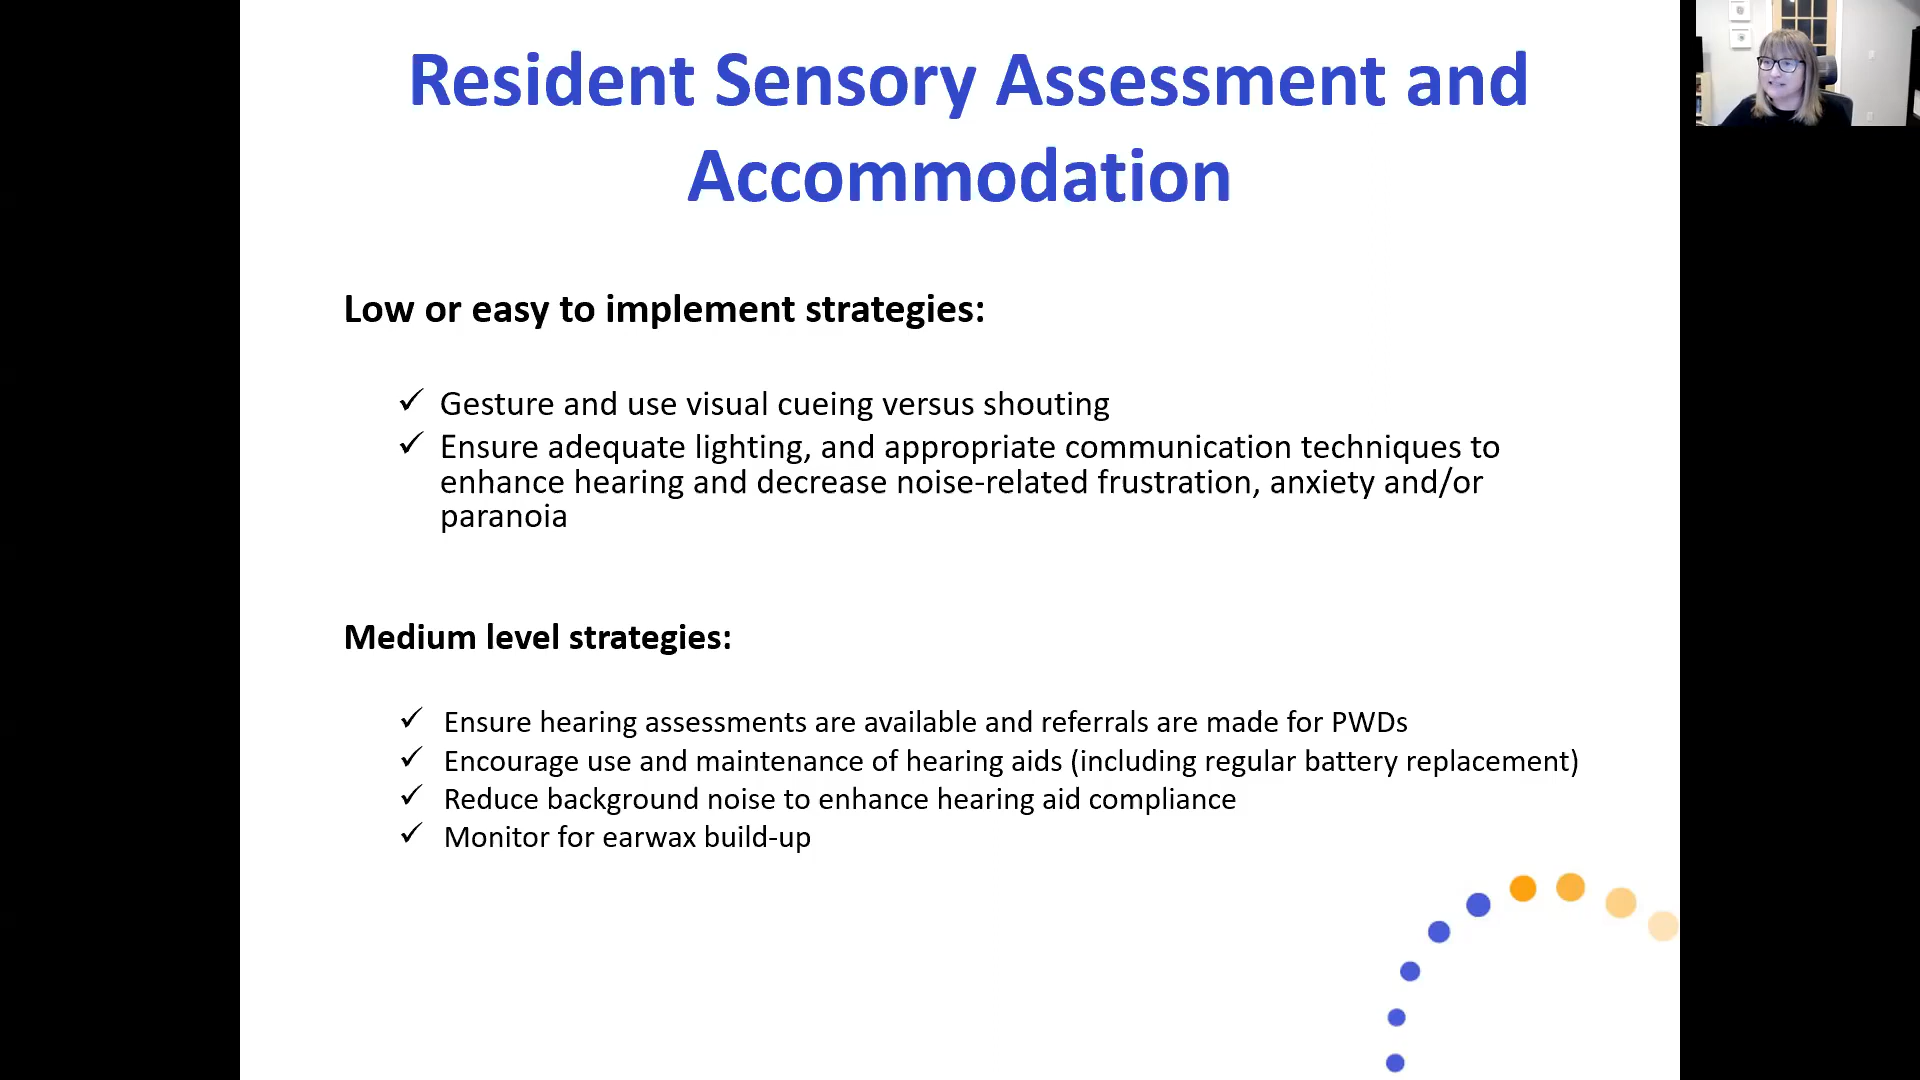 Resident Sensory Assessment and
Accommodation
Low or easy to implement strategies:
✓ Gesture and use visual cueing versus shouting
✓ Ensure adequate lighting, and appropriate communication techniques to
enhance hearing and decrease noise-related frustration, anxiety and/or
paranoia
Medium level strategies:
✓ Ensure hearing assessments are available and referrals are made for PWDs
✓ Encourage use and maintenance of hearing aids (including regular battery replacement)
✓ Reduce background noise to enhance hearing aid compliance
✓ Monitor for earwax build-up